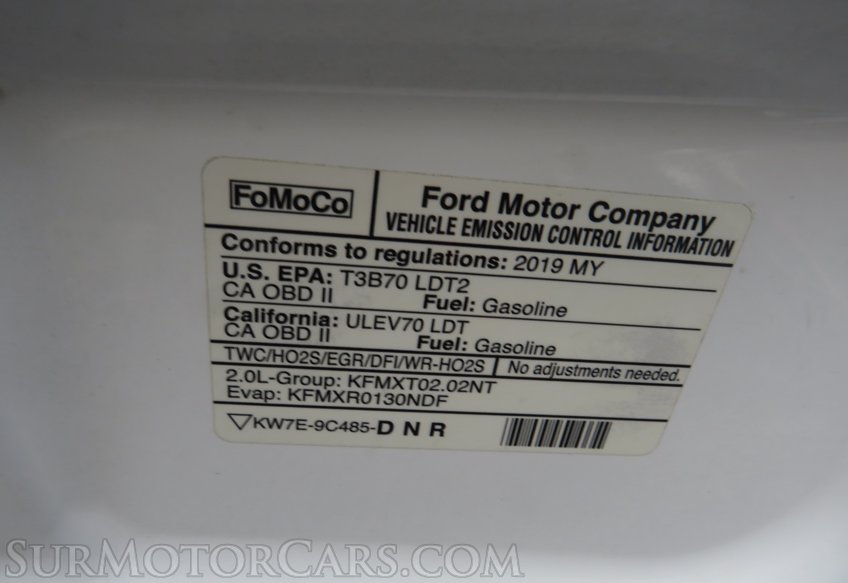 FoMoCo
Ford Motor Company
VEHICLE EMISSION CONTROL INFORMATION
Conforms to regulations: 2019 MY
U.S. EPA: T3B70 LDT2
CA OBD II Fuel: Gasoline
California: ULEV70 LDT
CA OBD II Fuel: Gasoline
TWC/HO2S/EGR/DFI/WR-HO2S No adjustments needed.
2.0L-Group: KFMXT02.02NT
Evap: KFMXR0130NDF
KW7E-9C485-D N R
SURMOTORCARS.COM